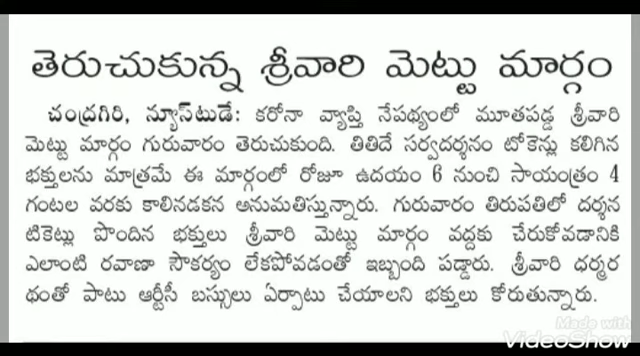 తెరుచుకున్న శ్రీవారి మెట్టు మార్గం
చంద్రగిరి, న్యూస్‌టుడే: కరోనా వ్యాప్తి నేపథ్యంలో మూతపడ్డ శ్రీవారి
మెట్టు మార్గం గురువారం తెరుచుకుంది. తితిదే సర్వదర్శనం టోకెన్లు కలిగిన
భక్తులను మాత్రమే ఈ మార్గంలో రోజూ ఉదయం 6 నుంచి సాయంత్రం 4
గంటల వరకు కాలినడకన అనుమతిస్తున్నారు. గురువారం తిరుపతిలో దర్శన
టికెట్లు పొందిన భక్తులు శ్రీవారి మెట్టు మార్గం వద్దకు చేరుకోవడానికి
ఎలాంటి రవాణా సౌకర్యం లేకపోవడంతో ఇబ్బంది పడ్డారు. శ్రీవారి ధర్మర
థంతో పాటు ఆర్టీసీ బస్సులు ఏర్పాటు చేయాలని భక్తులు కోరుతున్నారు.
Made with
VideoShow